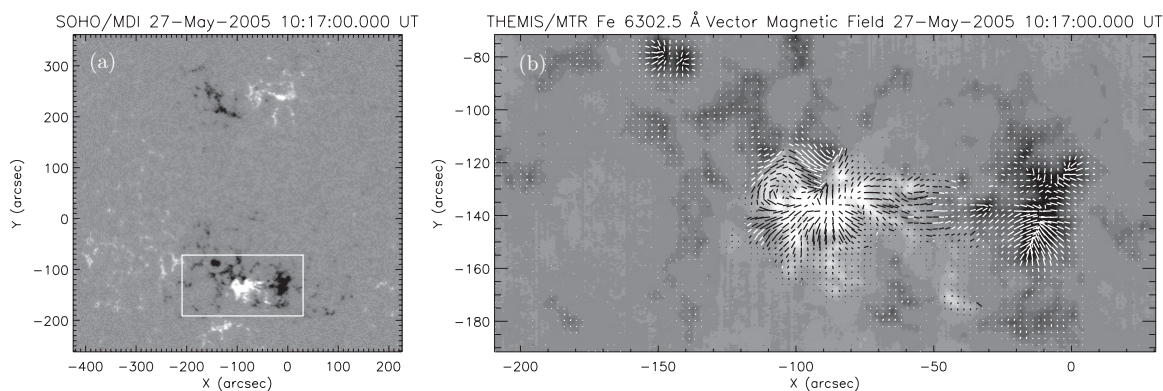 SOHO/MDI 27-May-2005 10:17:00.000 UT
(a)
300
200
100
0
-100
-200
Y (arcsec)
-400 -300 -200 -100 0 100 200
X (arcsec)
THEMIS/MTR Fe 6302.5 Å Vector Magnetic Field 27-May-2005 10:17:00.000 UT
(b)
-80
-100
-120
-140
-160
-180
Y (arcsec)
-200 -150 -100 -50 0
X (arcsec)